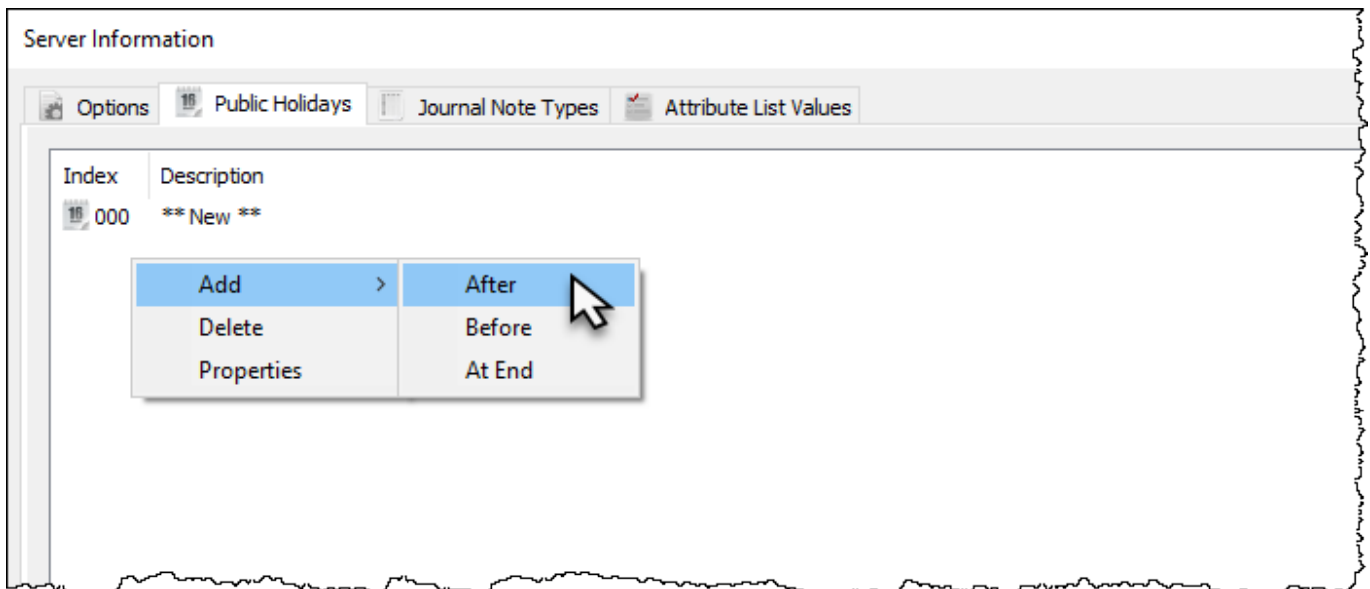 Server Information
Options Public Holidays Journal Note Types Attribute List Values
Index Description
16 000 ** New **
Add > After
Delete Before
Properties At End